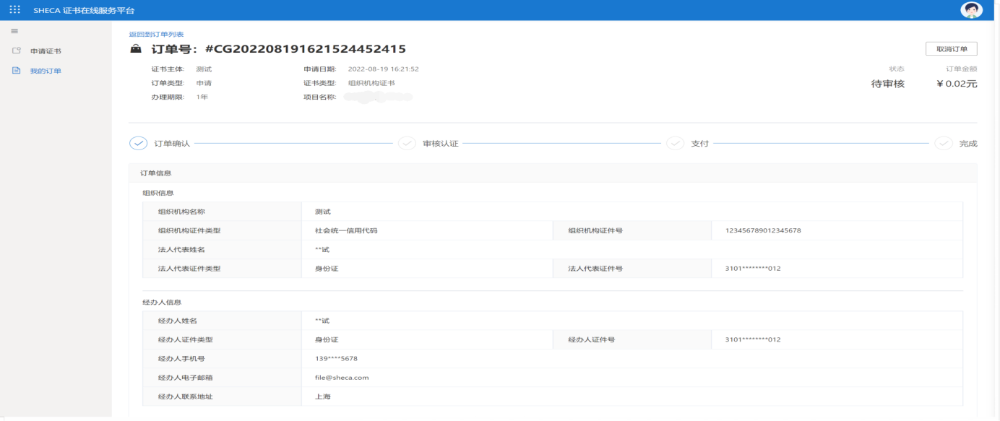 SHECA 证书在线服务平台
申请证书
我的订单
返回到订单列表
订单号：#CG202208191621524452415
取消订单
证书主体: 测试 申请日期: 2022-08-19 16:21:52 状态 订单金额
订单类型: 申请 证书类型: 组织机构证书 待审核 ¥0.02元
办理期限: 1年 项目名称:
订单确认 审核认证 支付 完成
订单信息
组织信息
组织机构名称 测试
组织机构证件类型 社会统一信用代码 组织机构证件号 123456789012345678
法人代表姓名 **试
法人代表证件类型 身份证 法人代表证件号 3101********012
经办人信息
经办人姓名 **试
经办人证件类型 身份证 经办人证件号 3101********012
经办人手机号 139****5678
经办人电子邮箱 file@sheca.com
经办人联系地址 上海